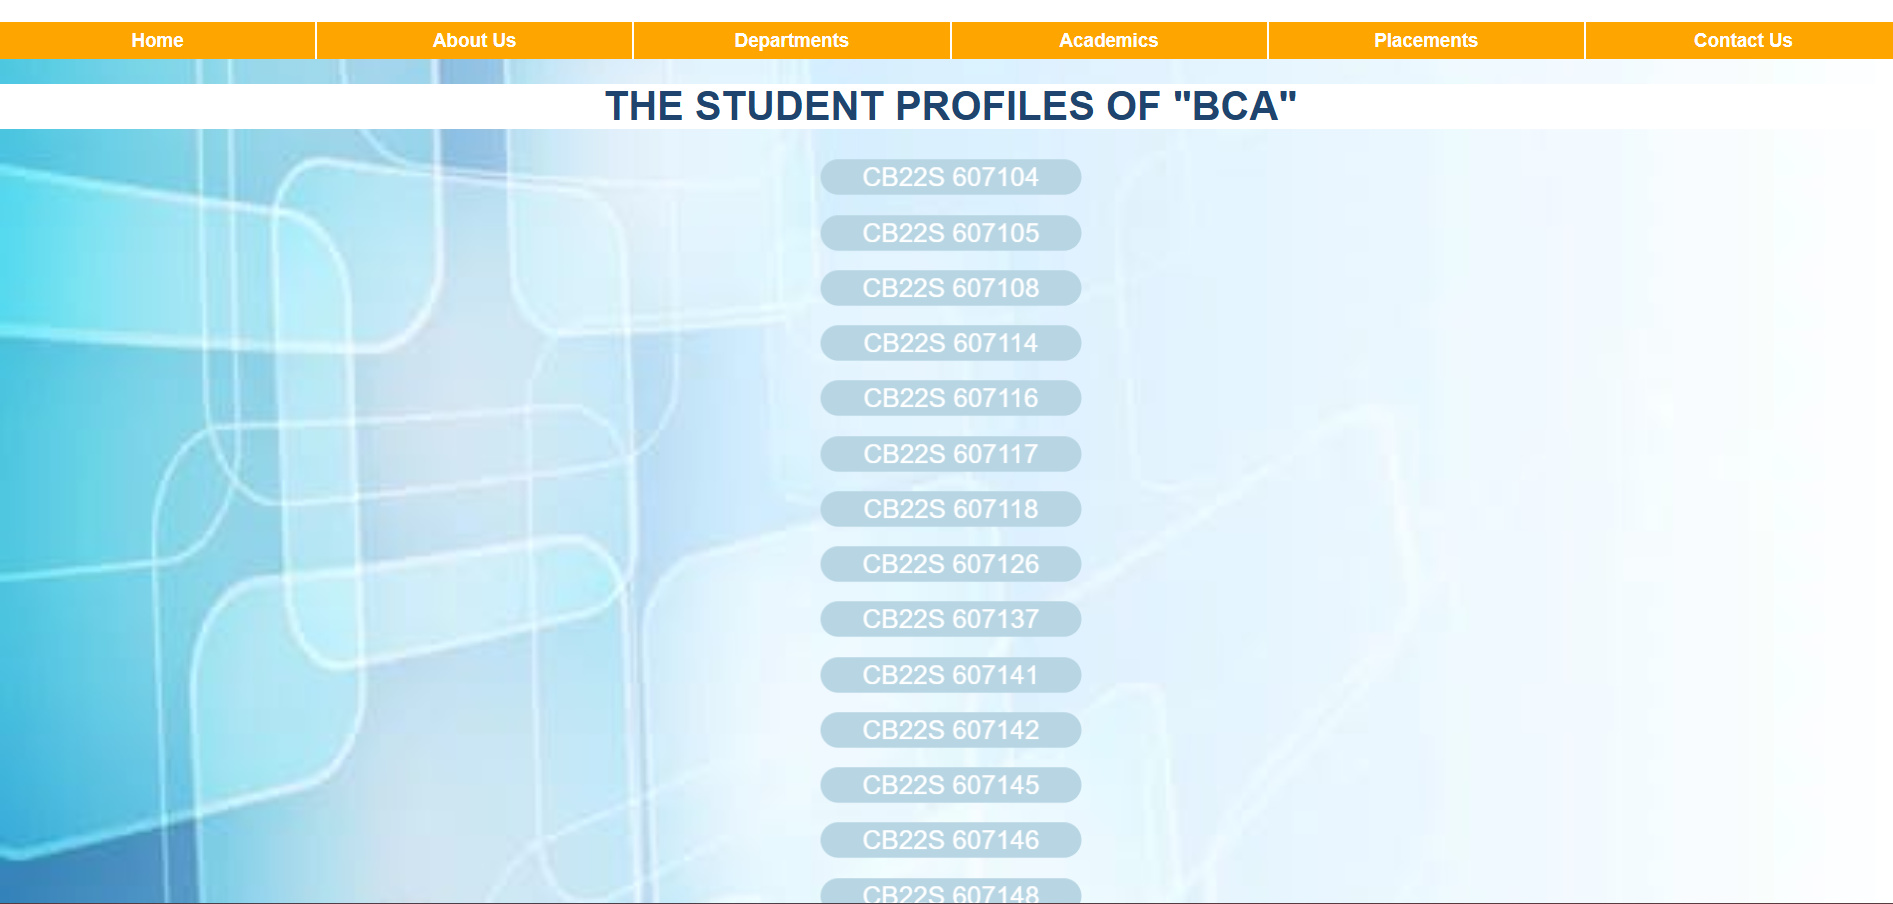 Home About Us Departments Academics Placements Contact Us
THE STUDENT PROFILES OF "BCA"
CB22S 607104
CB22S 607105
CB22S 607108
CB22S 607114
CB22S 607116
CB22S 607117
CB22S 607118
CB22S 607126
CB22S 607137
CB22S 607141
CB22S 607142
CB22S 607145
CB22S 607146
CB22S 607148